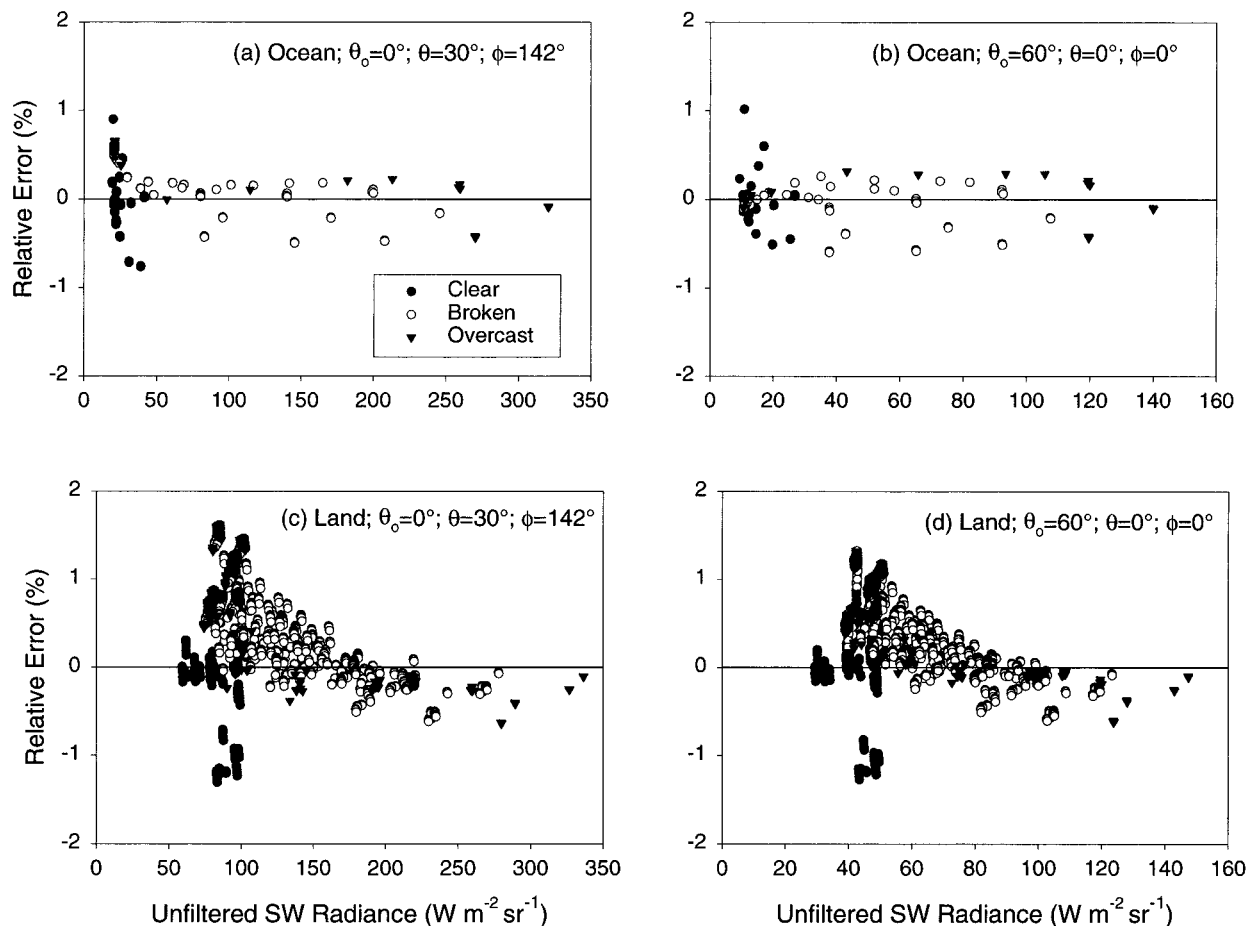 (a) Ocean; θo=0°; θ=30°; ϕ=142°
2
1
0
-1
-2
Relative Error (%)
0 50 100 150 200 250 300 350
Clear
Broken
Overcast
(b) Ocean; θo=60°; θ=0°; ϕ=0°
2
1
0
-1
-2
0 20 40 60 80 100 120 140 160
(c) Land; θo=0°; θ=30°; ϕ=142°
2
1
0
-1
-2
Relative Error (%)
0 50 100 150 200 250 300 350
Unfiltered SW Radiance (W m-2 sr-1)
(d) Land; θo=60°; θ=0°; ϕ=0°
2
1
0
-1
-2
0 20 40 60 80 100 120 140 160
Unfiltered SW Radiance (W m-2 sr-1)